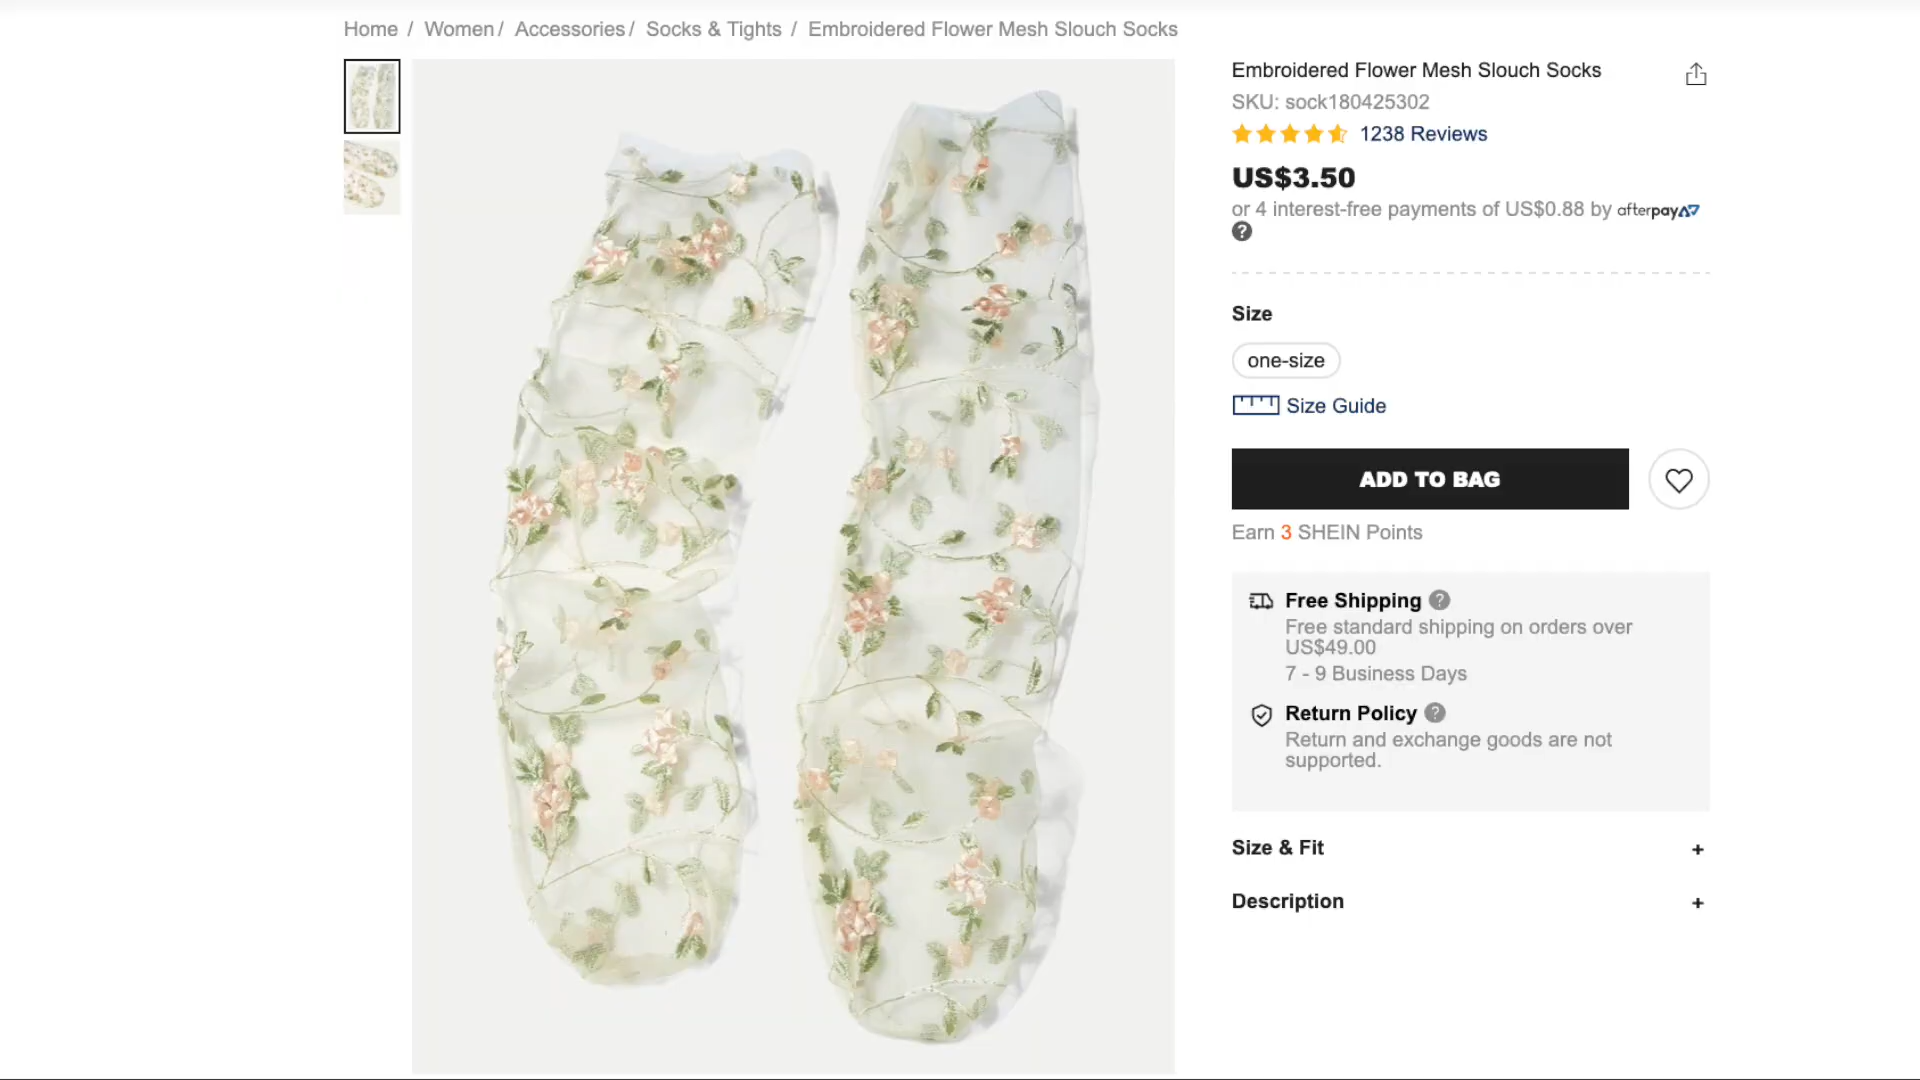 Home / Women / Accessories / Socks & Tights / Embroidered Flower Mesh Slouch Socks
Embroidered Flower Mesh Slouch Socks
SKU: sock180425302
1238 Reviews
US$3.50
or 4 interest-free payments of US$0.88 by afterpay
?
Size
one-size
Size Guide
ADD TO BAG
Earn 3 SHEIN Points
Free Shipping ?
Free standard shipping on orders over
US$49.00
7 - 9 Business Days
Return Policy ?
Return and exchange goods are not
supported.
Size & Fit +
Description +